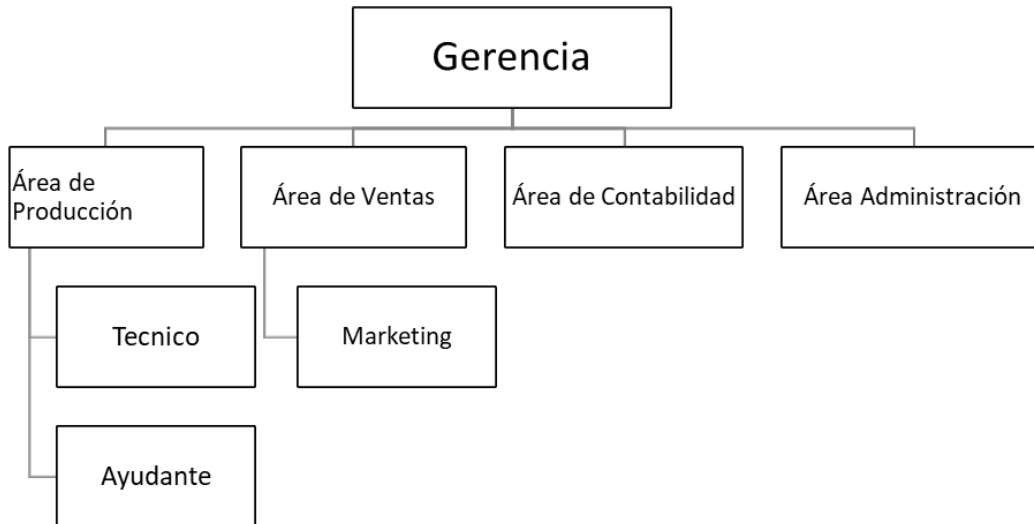 Gerencia
Área de
Producción
Área de Ventas
Área de Contabilidad
Área Administración
Tecnico
Marketing
Ayudante